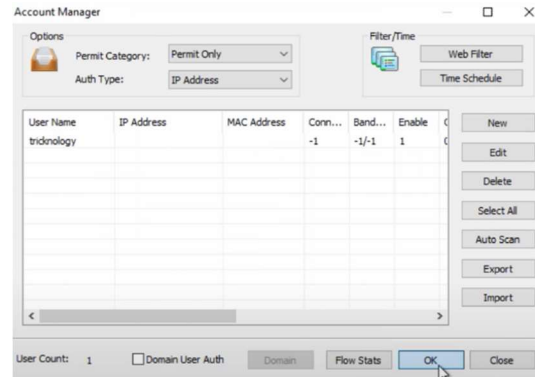 Account Manager
Options
Permit Category: Permit Only
Auth Type: IP Address
Filter/Time
Web Filter
Time Schedule
User Name IP Address MAC Address Conn... Band... Enable
tricknology -1 -1/-1 1
New
Edit
Delete
Select All
Auto Scan
Export
Import
User Count: 1 Domain User Auth Domain Flow Stats OK Close